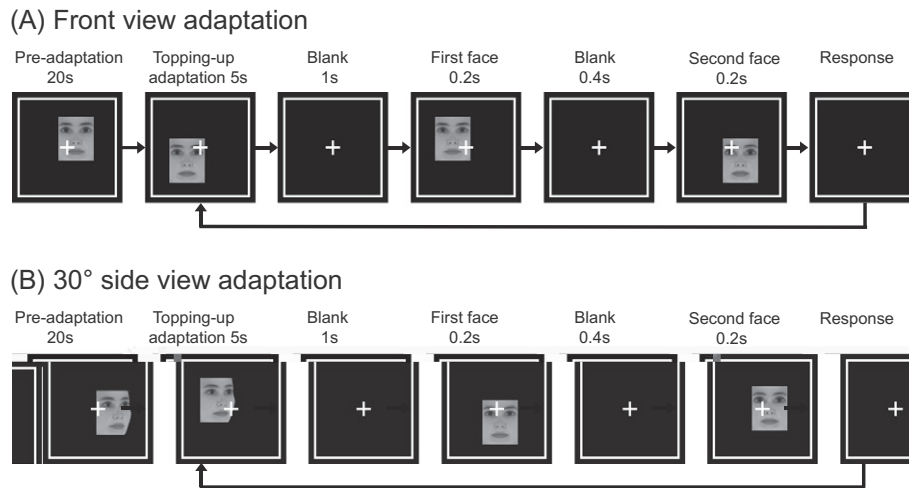 (A) Front view adaptation
Pre-adaptation Topping-up Blank First face Blank Second face Response
20s adaptation 5s 1s 0.2s 0.4s 0.2s
(B) 30° side view adaptation
Pre-adaptation Topping-up Blank First face Blank Second face Response
20s adaptation 5s 1s 0.2s 0.4s 0.2s